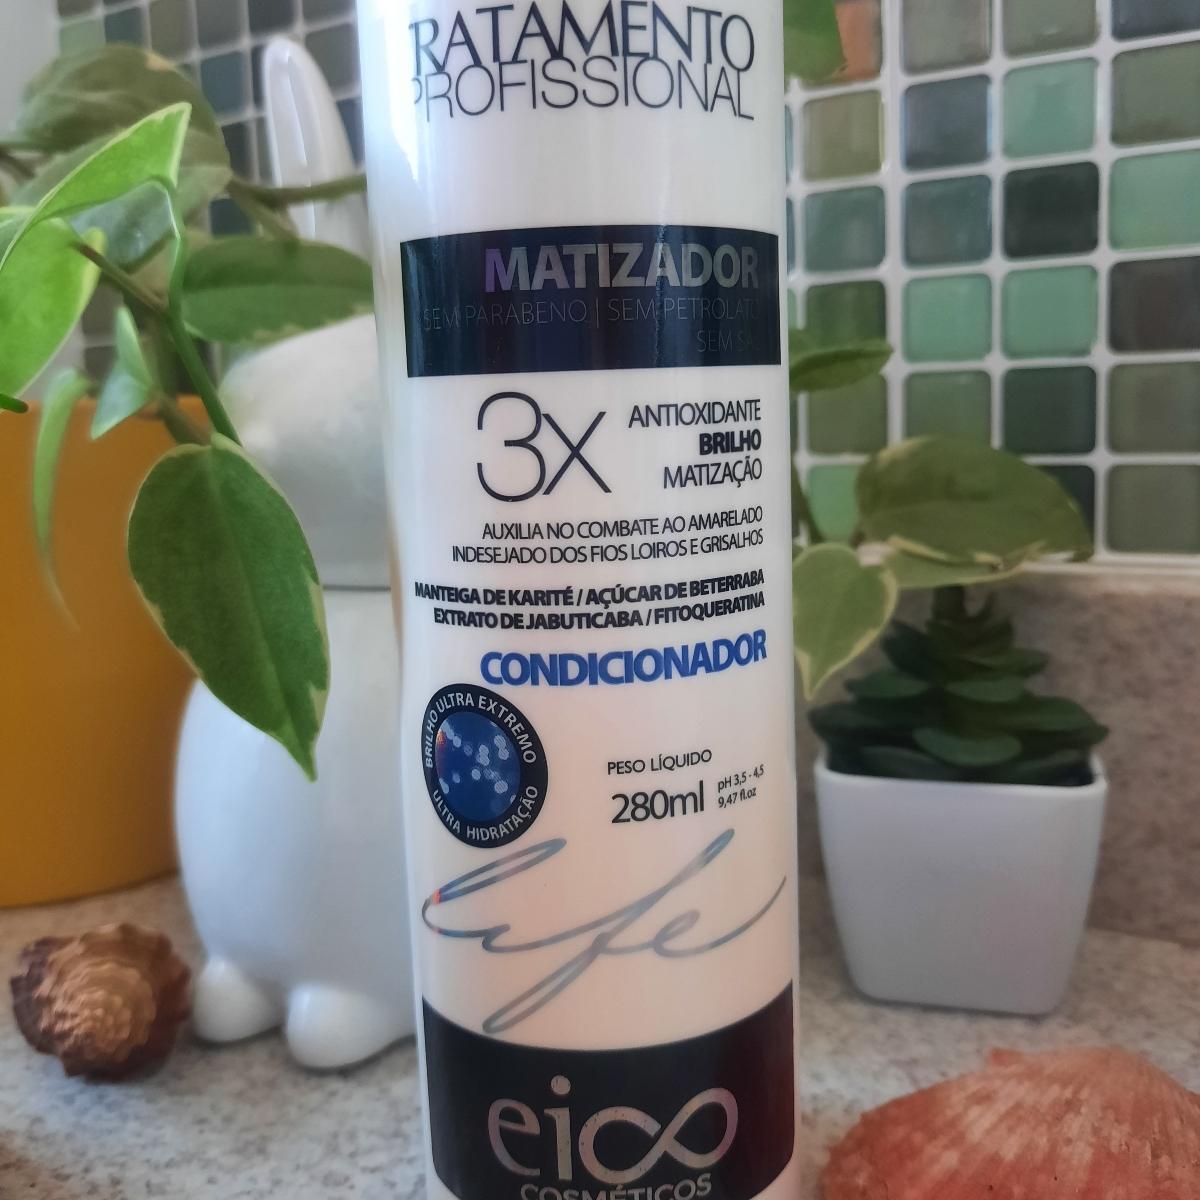 TRATAMENTO
PROFISSIONAL
MATIZADOR
SEM PARABENO | SEM PETROLATO
SEM SAL
3X
ANTIOXIDANTE
BRILHO
MATIZAÇÃO
AUXILIA NO COMBATE AO AMARELADO
INDESEJADO DOS FIOS LOIROS E GRISALHOS
MANTEIGA DE KARITÉ / AÇÚCAR DE BETERRABA
EXTRATO DE JABUTICABA / FITOQUERATINA
CONDICIONADOR
BRILHO ULTRA EXTREMO
ULTRA HIDRATAÇÃO
PESO LÍQUIDO
280ml
pH 3,5 - 4,5
9,47 fl.oz
life
eico
COSMÉTICOS